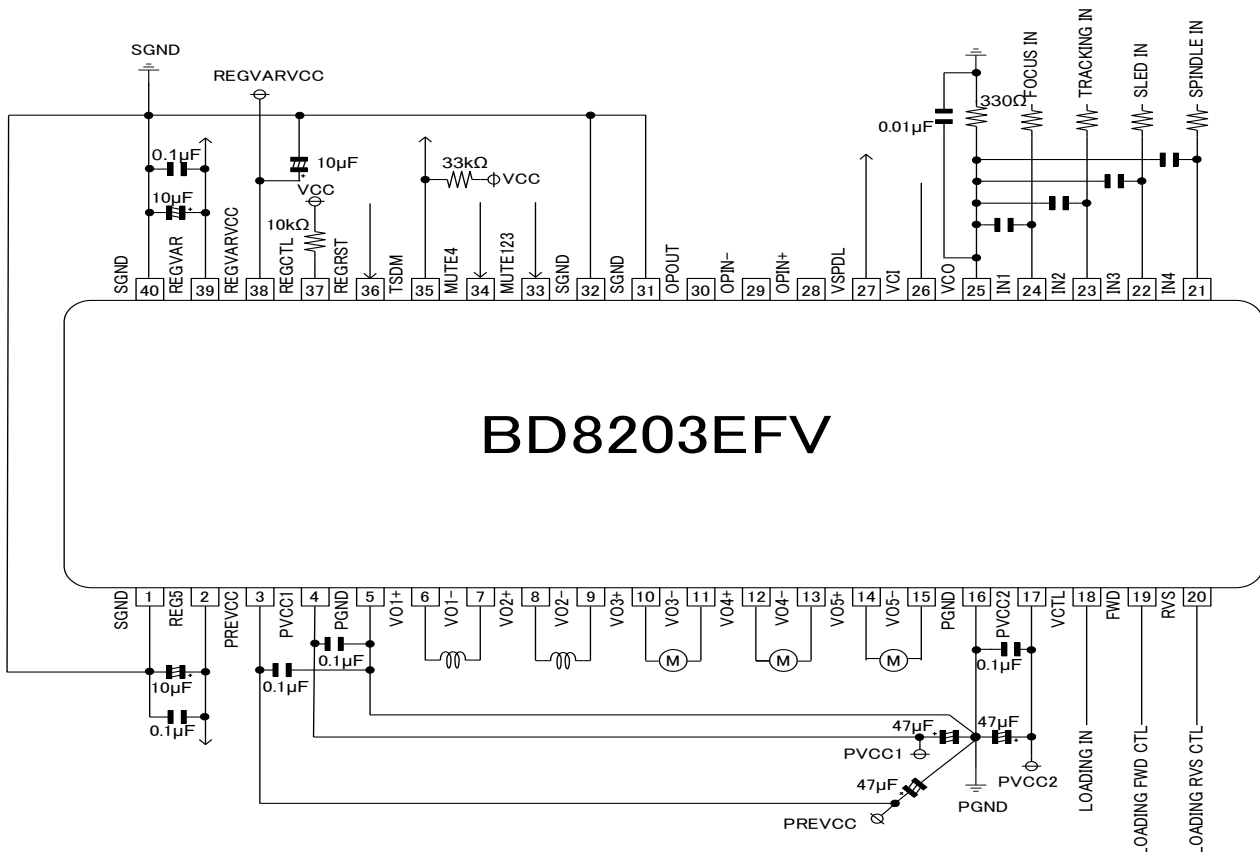 SGND
REGVARVCC
FOCUS IN
TRACKING IN
SLED IN
SPINDLE IN
330Ω
0.01μF
0.1μF
10μF
10μF
VCC
10kΩ
33kΩ
VCC
SGND
REGVAR
REGVARVCC
REGCTL
REGRST
TSDM
MUTE4
MUTE123
SGND
SGND
OPOUT
OPIN-
OPIN+
VSPDL
VCI
VCO
IN1
IN2
IN3
IN4
40
39
38
37
36
35
34
33
32
31
30
29
28
27
26
25
24
23
22
21
BD8203EFV
1
2
3
4
5
6
7
8
9
10
11
12
13
14
15
16
17
18
19
20
SGND
REG5
PREVCC
PVCC1
PGND
VO1+
VO1-
VO2+
VO2-
VO3+
VO3-
VO4+
VO4-
VO5+
VO5-
PGND
PVCC2
VCTL
FWD
RVS
0.1μF
M
M
M
0.1μF
10μF
0.1μF
0.1μF
47μF
47μF
PVCC1
PVCC2
47μF
PGND
PREVCC
LOADING IN
LOADING FWD CTL
LOADING RVS CTL